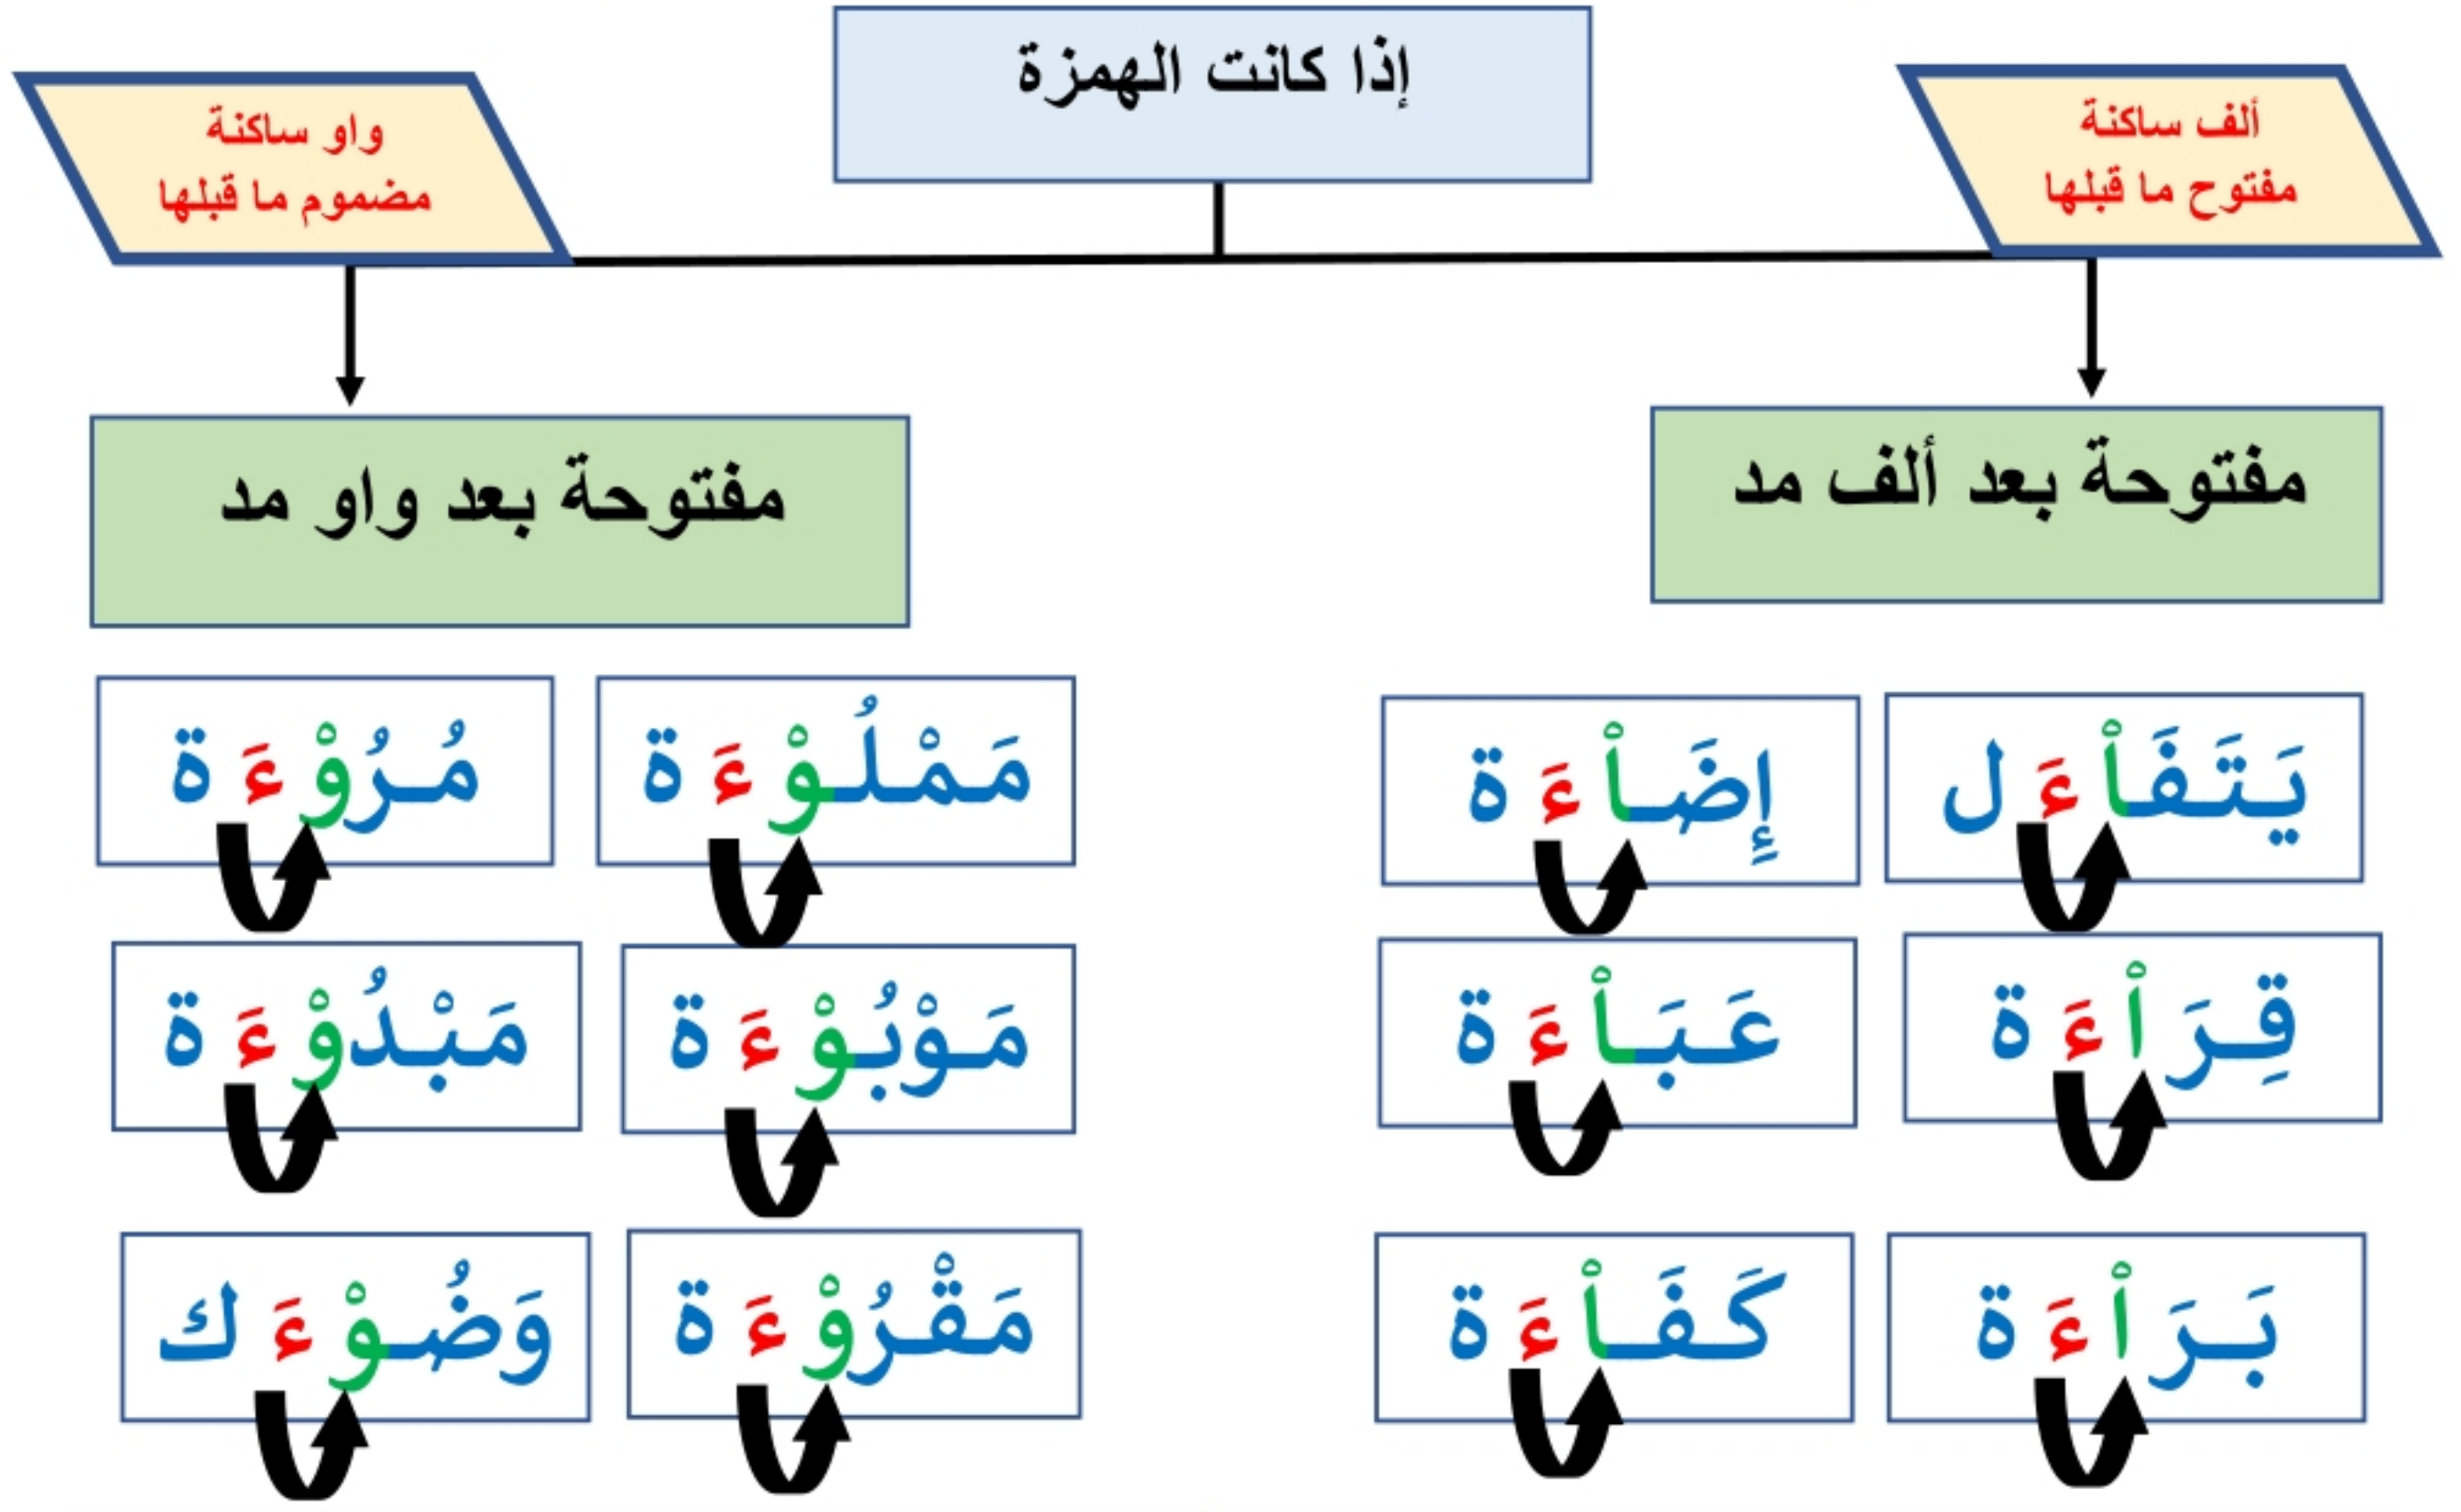 إذا كانت الهمزة
ألف ساكنة
مفتوح ما قبلها
واو ساكنة
مضموم ما قبلها
مفتوحة بعد ألف مد
مفتوحة بعد واو مد
يَتَفَاْءَل
إِضَاْءَة
مَمْلُوْءَة
مُرُوْءَة
قِرَاْءَة
عَبَاْءَة
مَوْبُوْءَة
مَبْدُوْءَة
بَرَاْءَة
كَفَاْءَة
مَقْرُوْءَة
وَضُوْءَك